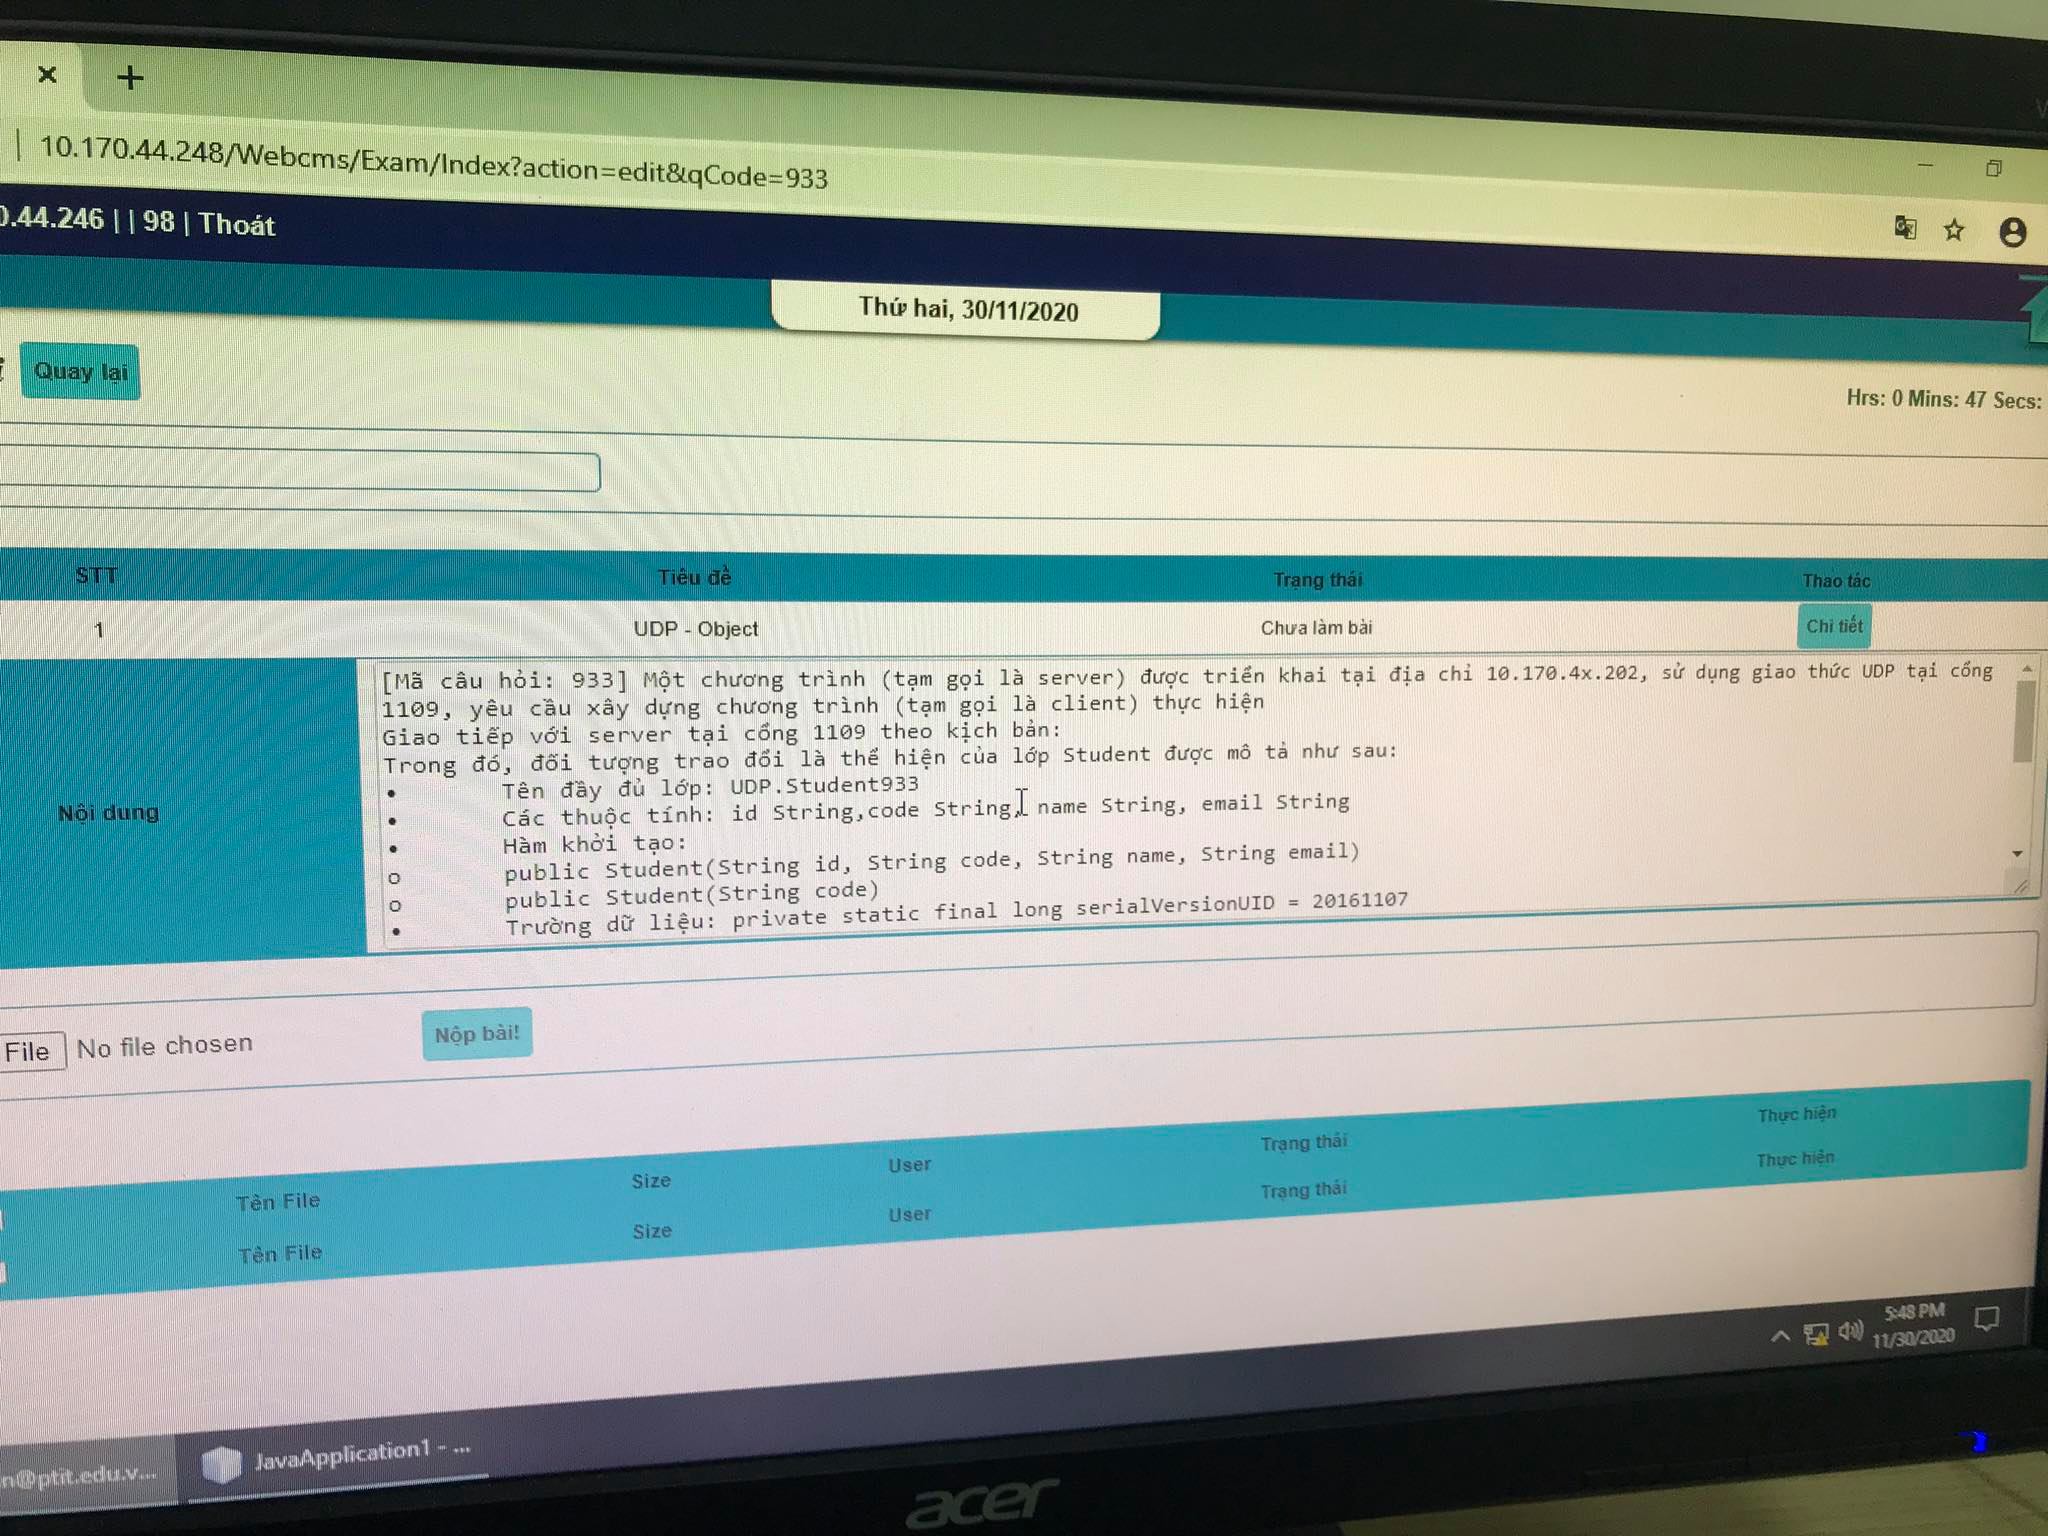 10.170.44.248/Webcms/Exam/Index?action=edit&qCode=933
0.44.246 | | 98 | Thoát
Thứ hai, 30/11/2020
Quay lại
Hrs: 0 Mins: 47 Secs:
STT Tiêu đề Trạng thái Thao tác
1 UDP - Object Chưa làm bài Chi tiết
Nội dung
[Mã câu hỏi: 933] Một chương trình (tạm gọi là server) được triển khai tại địa chỉ 10.170.4x.202, sử dụng giao thức UDP tại cổng
1109, yêu cầu xây dựng chương trình (tạm gọi là client) thực hiện
Giao tiếp với server tại cổng 1109 theo kịch bản:
Trong đó, đối tượng trao đổi là thể hiện của lớp Student được mô tả như sau:
• Tên đầy đủ lớp: UDP.Student933
• Các thuộc tính: id String,code String, name String, email String
• Hàm khởi tạo:
o public Student(String id, String code, String name, String email)
o public Student(String code)
• Trường dữ liệu: private static final long serialVersionUID = 20161107
File No file chosen Nộp bài!
Tên File Size User Trạng thái Thực hiện
Tên File Size User Trạng thái Thực hiện
5:48 PM
11/30/2020
n@ptit.edu.v...
JavaApplication1 - ...
acer